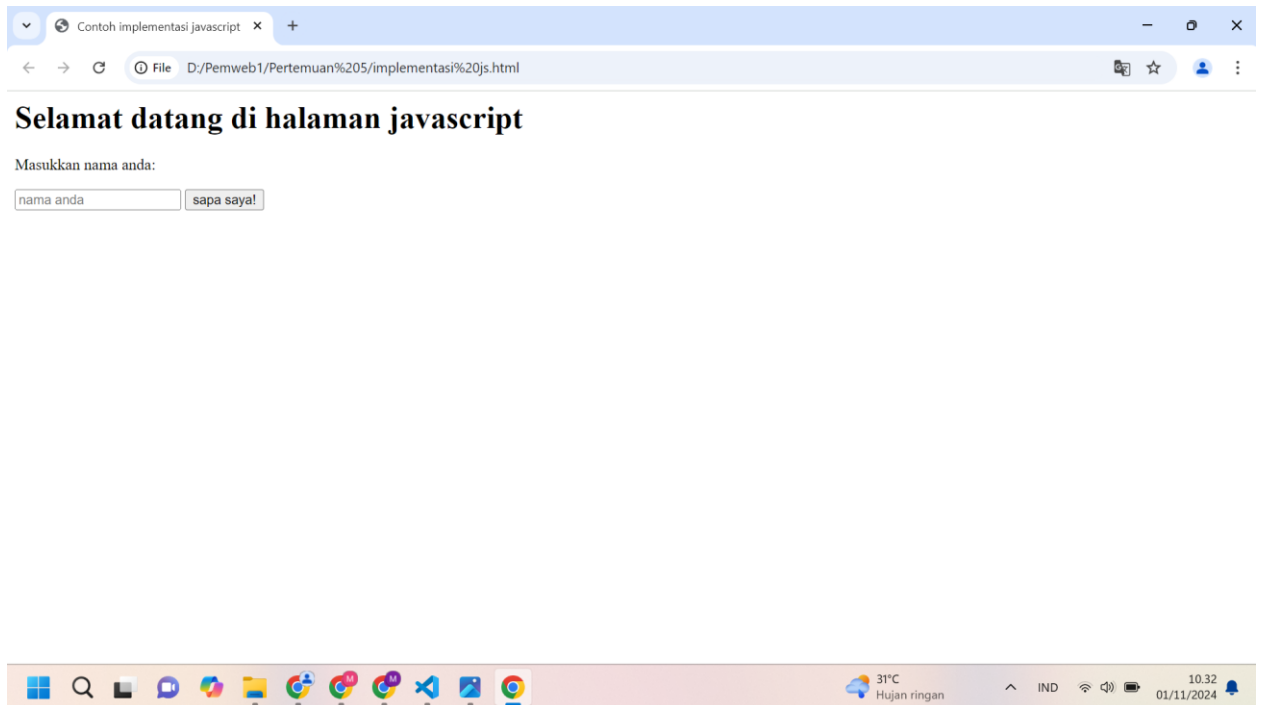 Contoh implementasi javascript
File D:/Pemweb1/Pertemuan%205/implementasi%20js.html
Selamat datang di halaman javascript
Masukkan nama anda:
nama anda sapa saya!
31°C
Hujan ringan
IND
10.32
01/11/2024